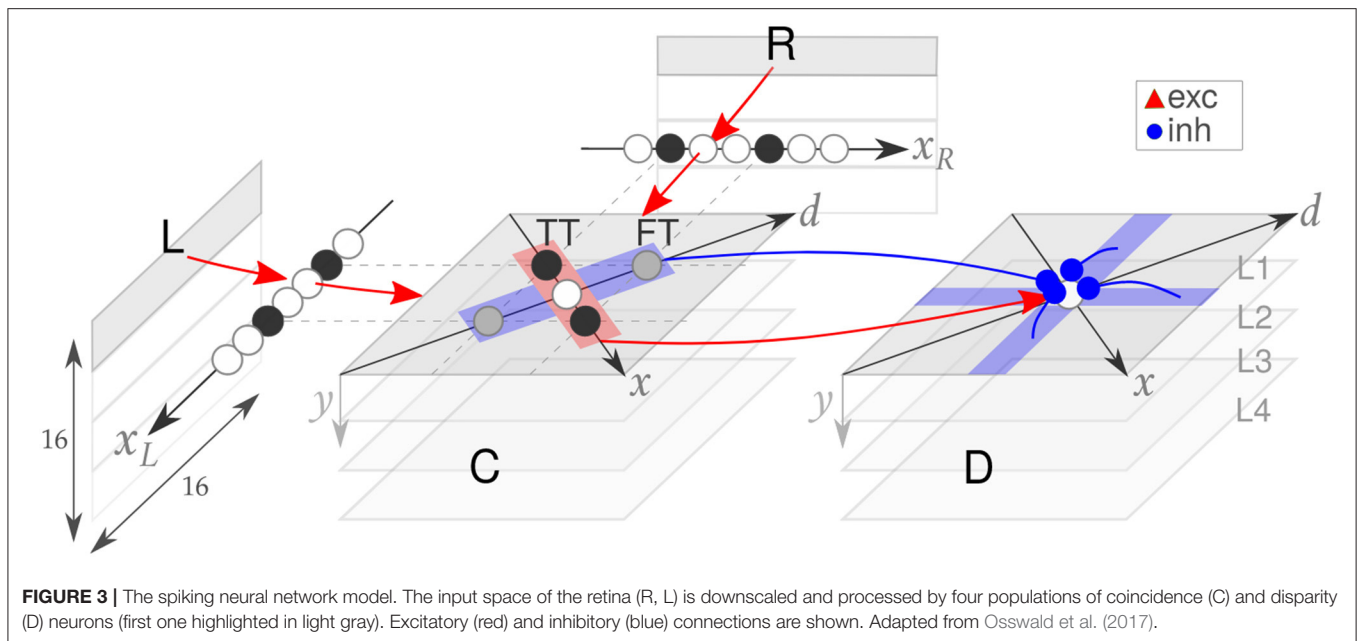 R
exc
inh
x_R
L
TT
FT
d
d
L1
L2
L3
L4
x
x
y
y
16
x_L
16
C
D
FIGURE 3 | The spiking neural network model. The input space of the retina (R, L) is downscaled and processed by four populations of coincidence (C) and disparity
(D) neurons (first one highlighted in light gray). Excitatory (red) and inhibitory (blue) connections are shown. Adapted from Osswald et al. (2017).